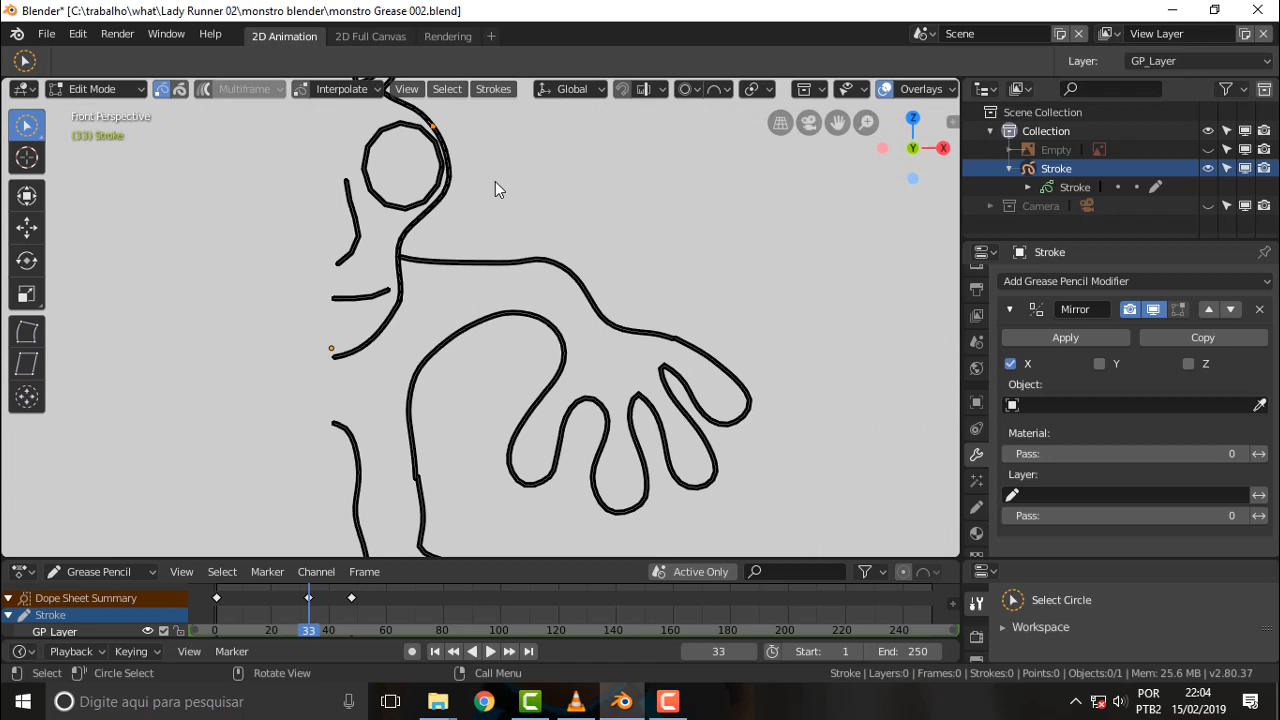 Blender* [C:\trabalho\what\Lady Runner 02\monstro blender\monstro Grease 002.blend]
File Edit Render Window Help 2D Animation 2D Full Canvas Rendering + Scene View Layer
Layer: GP_Layer
Edit Mode Multiframe Interpolate View Select Strokes Global Overlays
Front Perspective
(33) Stroke
Z
Y
X
Scene Collection
Collection
Empty
Stroke
Stroke
Camera
Stroke
Add Grease Pencil Modifier
Mirror
Apply Copy
X Y Z
Object:
Material:
Pass: 0
Layer:
Pass: 0
Grease Pencil View Select Marker Channel Frame Active Only
Dope Sheet Summary
Stroke
GP_Layer
0 20 33 40 60 80 100 120 140 160 180 200 220 240
Playback Keying View Marker 33 Start: 1 End: 250
Select Circle
Workspace
Select Circle Select Rotate View Call Menu Stroke | Layers:0 | Frames:0 | Strokes:0 | Points:0 | Objects:0/1 | Mem: 25.6 MB | v2.80.37
Digite aqui para pesquisar
POR
PTB2
22:04
15/02/2019